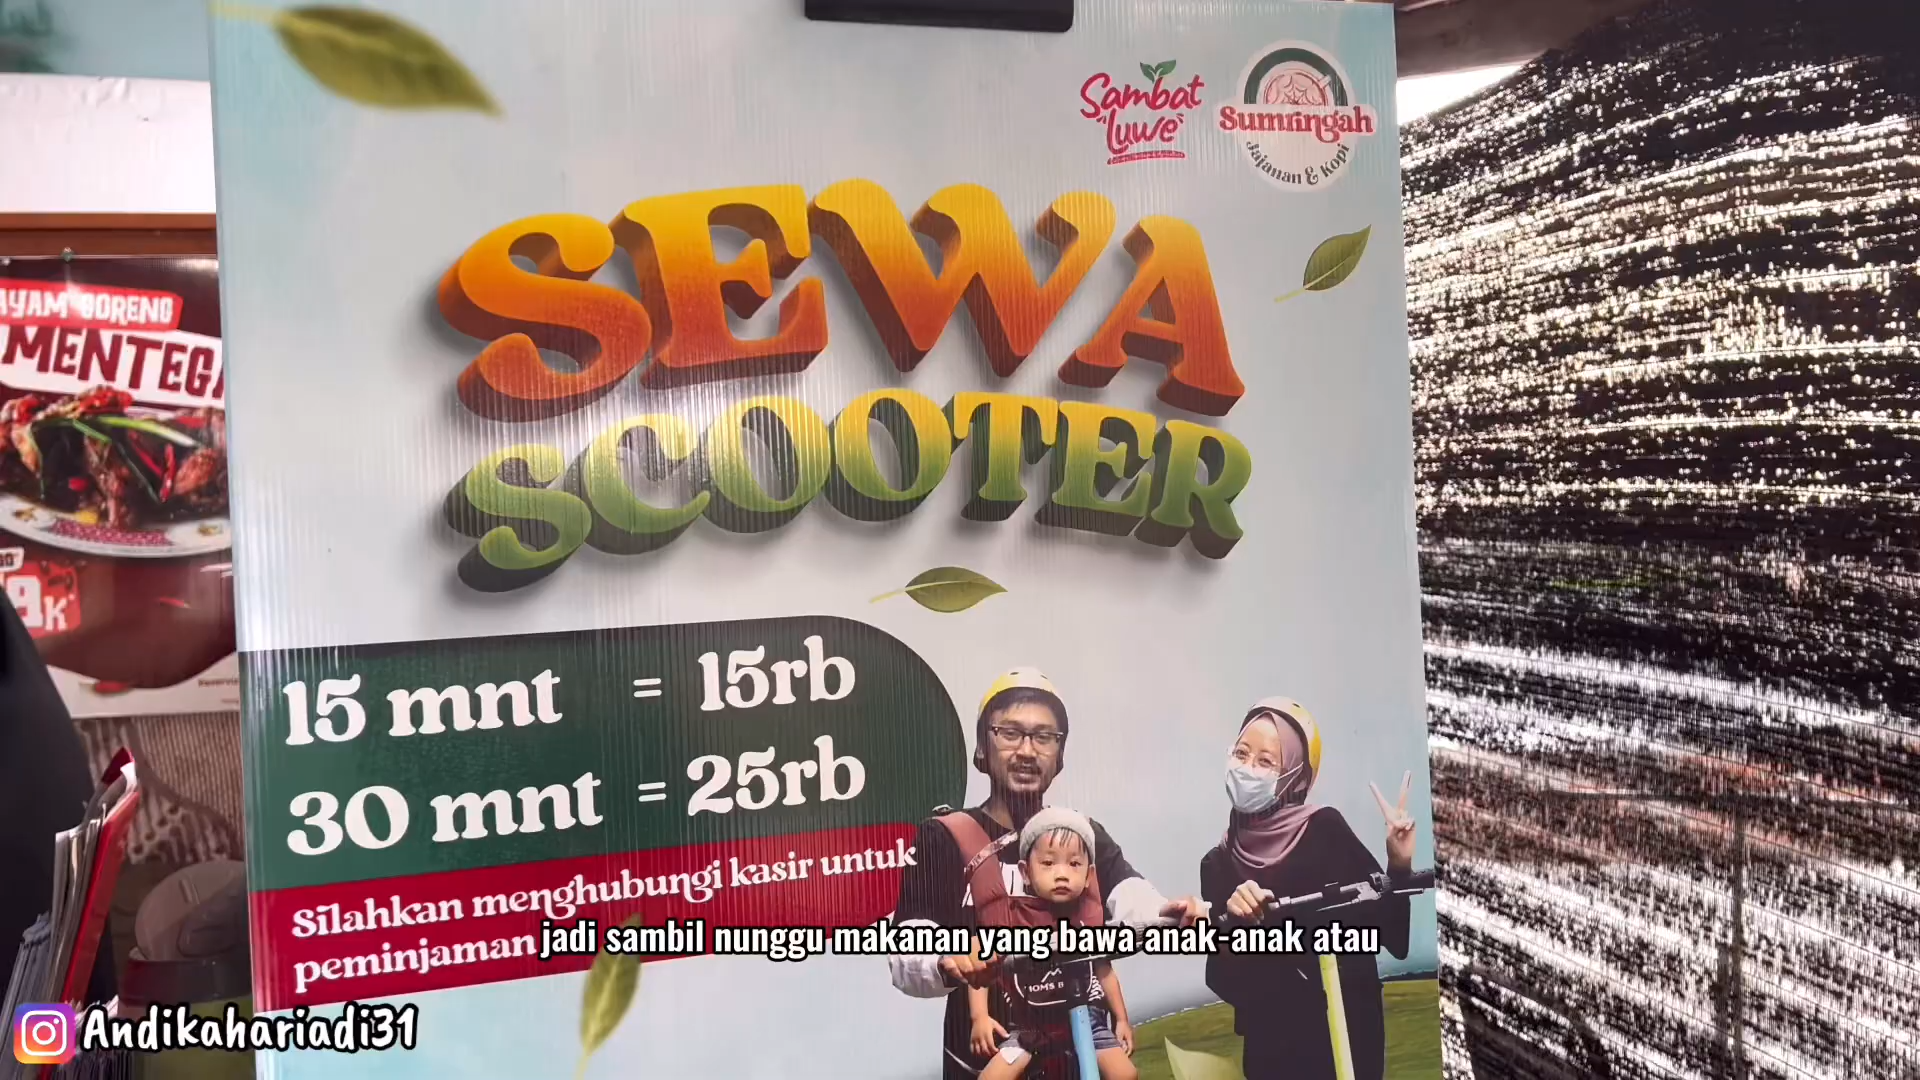 Sambat
"Luwe"
Sumringah
Jajanan & Kopi
SEWA
SCOOTER
AYAM GORENG
MENTEGA
9K
15 mnt = 15rb
30 mnt = 25rb
Silahkan menghubungi kasir untuk
peminjaman
jadi sambil nunggu makanan yang bawa anak-anak atau
Andikahariadi31